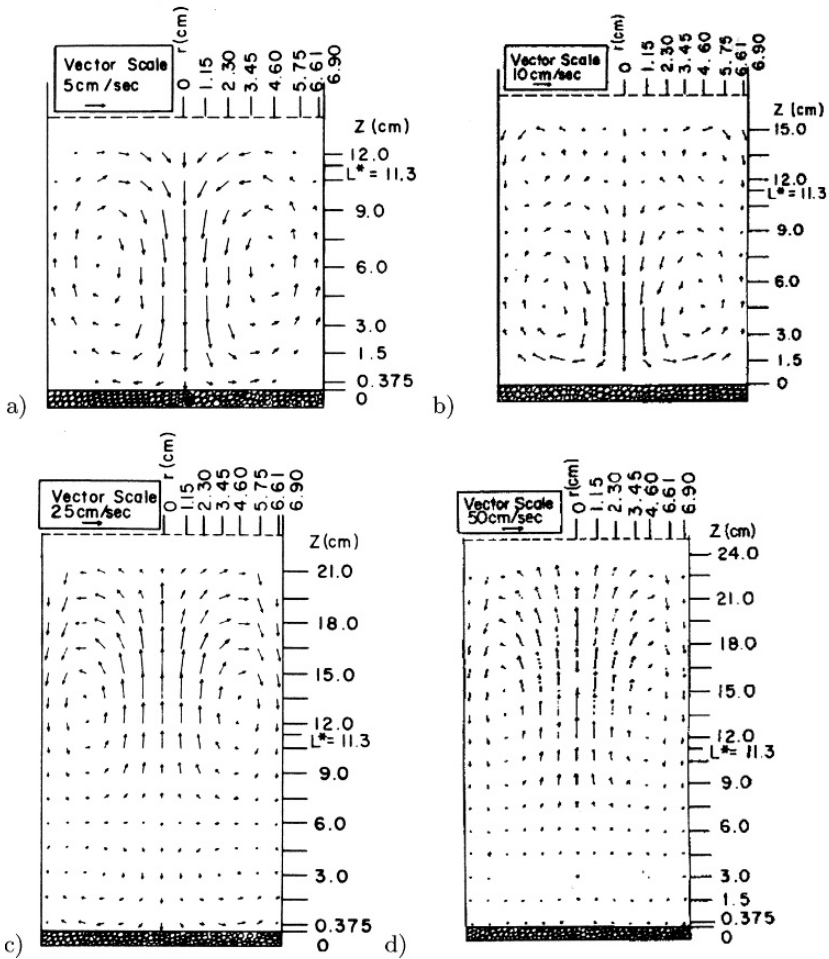 Vector Scale
5cm/sec
r(cm)
0
1.15
2.30
3.45
4.60
5.75
6.61
6.90
Z (cm)
12.0
L* = 11.3
9.0
6.0
3.0
1.5
0.375
0
a)
Vector Scale
10cm/sec
r(cm)
0
1.15
2.30
3.45
4.60
5.75
6.61
6.90
Z (cm)
15.0
12.0
L* = 11.3
9.0
6.0
3.0
1.5
0
b)
Vector Scale
25cm/sec
r(cm)
0
1.15
2.30
3.45
4.60
5.75
6.61
6.90
Z (cm)
21.0
18.0
15.0
12.0
L* = 11.3
9.0
6.0
3.0
0.375
0
c)
Vector Scale
50cm/sec
r(cm)
0
1.15
2.30
3.45
4.60
6.61
6.90
Z (cm)
24.0
21.0
18.0
15.0
12.0
L* = 11.3
9.0
6.0
3.0
1.5
0.375
0
d)